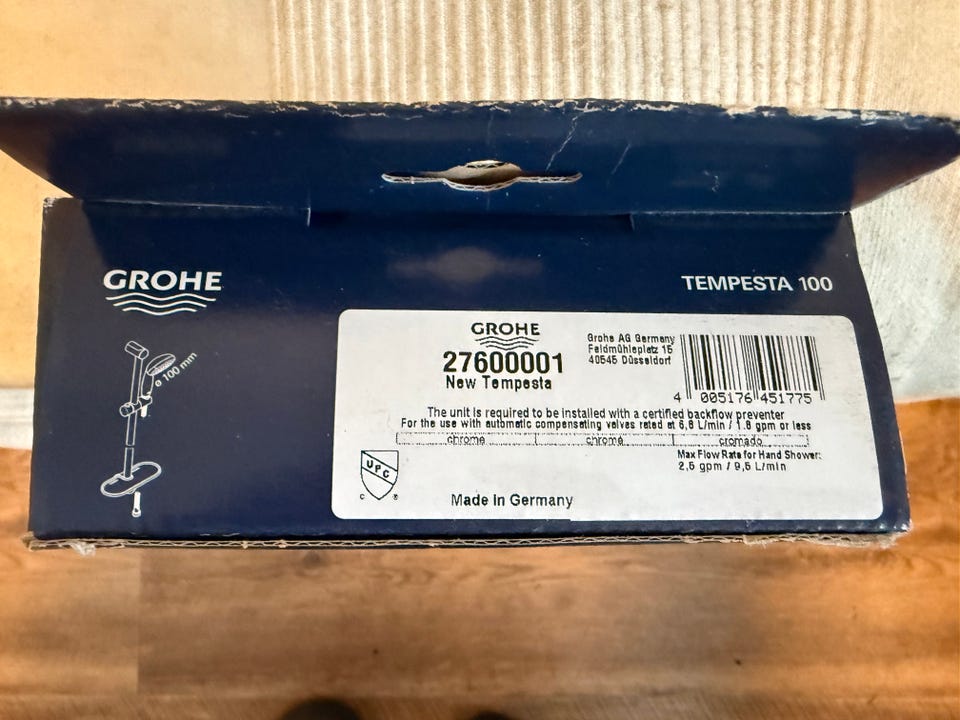 GROHE
TEMPESTA 100
ø 100 mm
GROHE
27600001
New Tempesta
Grohe AG Germany
Feldmühleplatz 15
40545 Düsseldorf
4 005176 451775
The unit is required to be installed with a certified backflow preventer
For the use with automatic compensating valves rated at 6,8 L/min / 1.8 gpm or less
chrome chromé cromado
Max Flow Rate for Hand Shower:
2,5 gpm / 9,5 L/min
UPC
C ®
Made in Germany